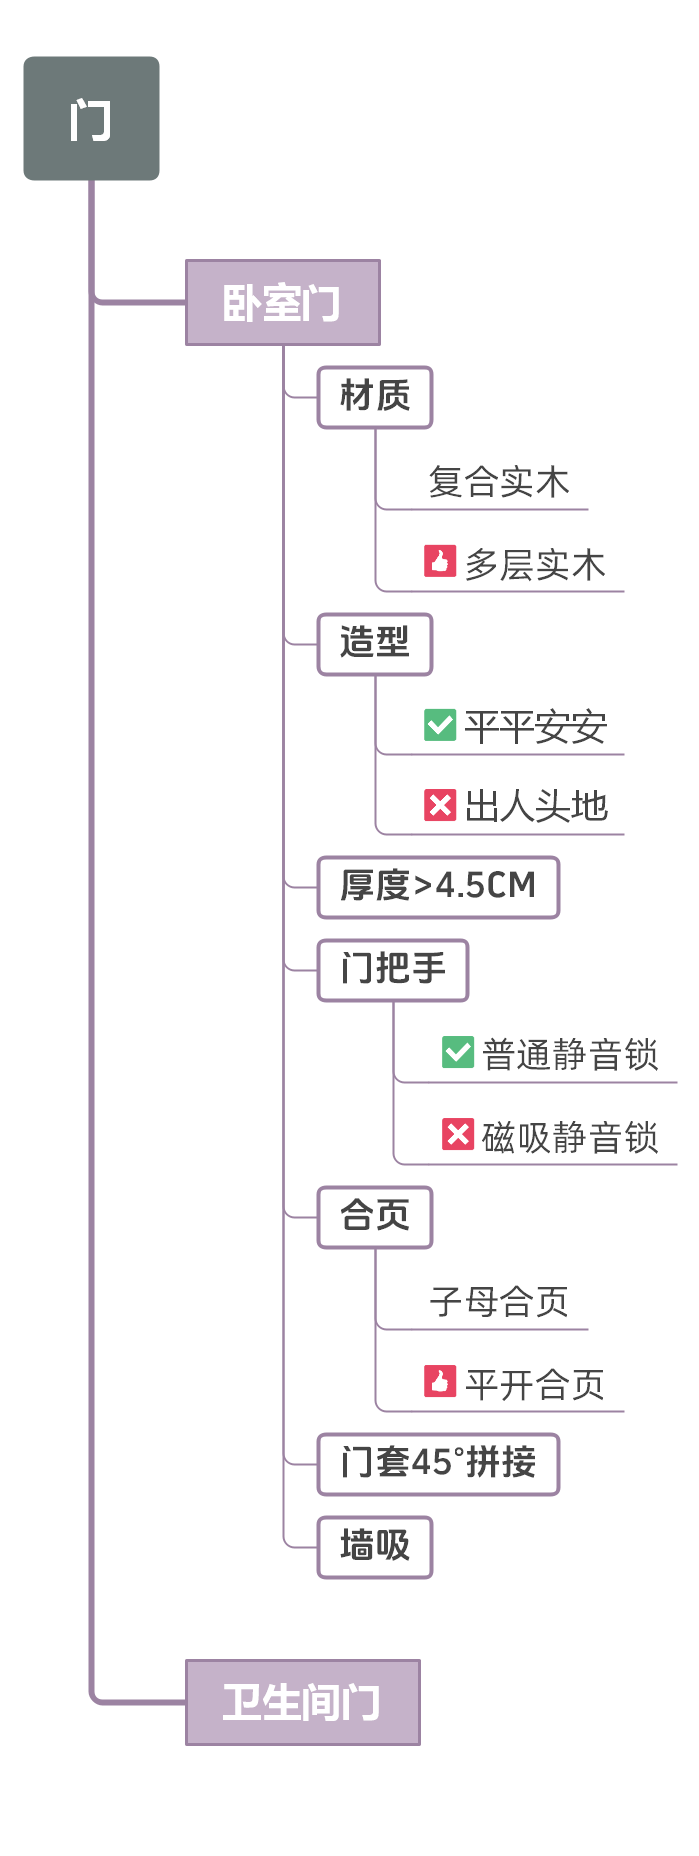 门
卧室门
材质
复合实木
多层实木
造型
平平安安
出人头地
厚度>4.5CM
门把手
普通静音锁
磁吸静音锁
合页
子母合页
平开合页
门套45°拼接
墙吸
卫生间门